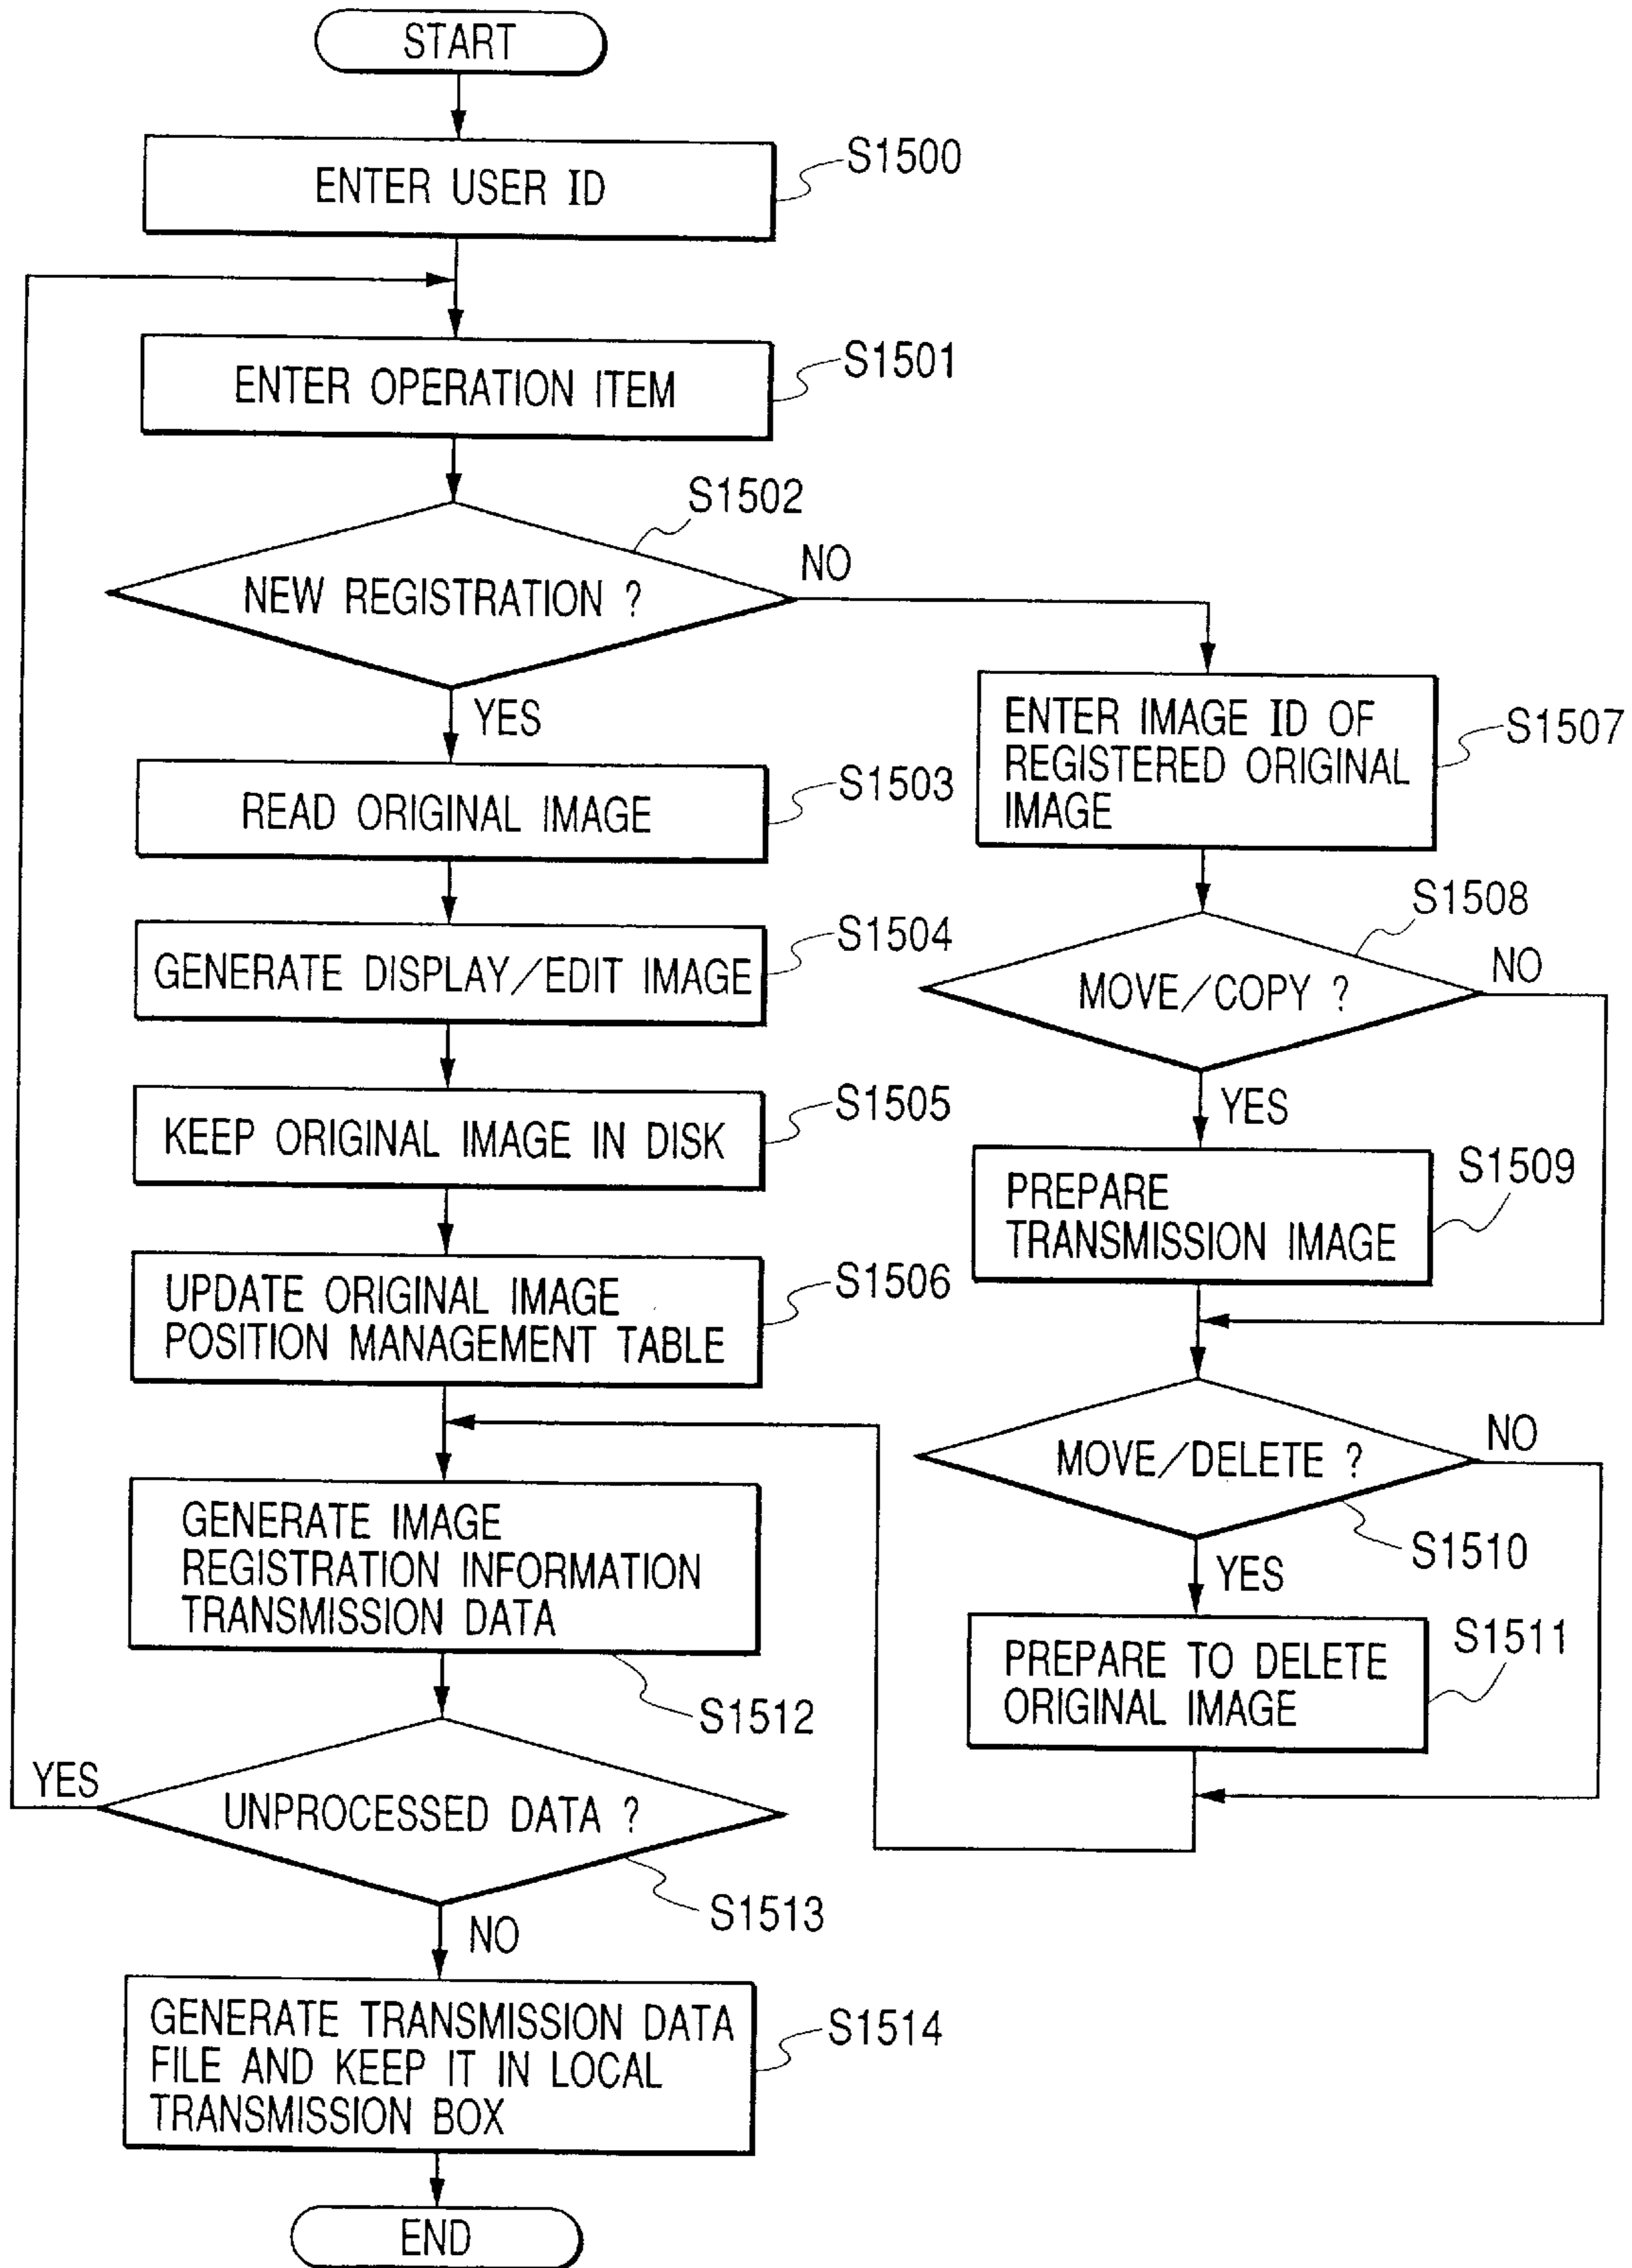 START
ENTER USER ID
S1500
ENTER OPERATION ITEM
S1501
S1502
NEW REGISTRATION ?
NO
YES
READ ORIGINAL IMAGE
S1503
GENERATE DISPLAY/EDIT IMAGE
S1504
KEEP ORIGINAL IMAGE IN DISK
S1505
UPDATE ORIGINAL IMAGE
POSITION MANAGEMENT TABLE
S1506
ENTER IMAGE ID OF
REGISTERED ORIGINAL
IMAGE
S1507
S1508
MOVE/COPY ?
NO
YES
PREPARE
TRANSMISSION IMAGE
S1509
MOVE/DELETE ?
NO
S1510
YES
PREPARE TO DELETE
ORIGINAL IMAGE
S1511
GENERATE IMAGE
REGISTRATION INFORMATION
TRANSMISSION DATA
S1512
YES
UNPROCESSED DATA ?
S1513
NO
GENERATE TRANSMISSION DATA
FILE AND KEEP IT IN LOCAL
TRANSMISSION BOX
S1514
END